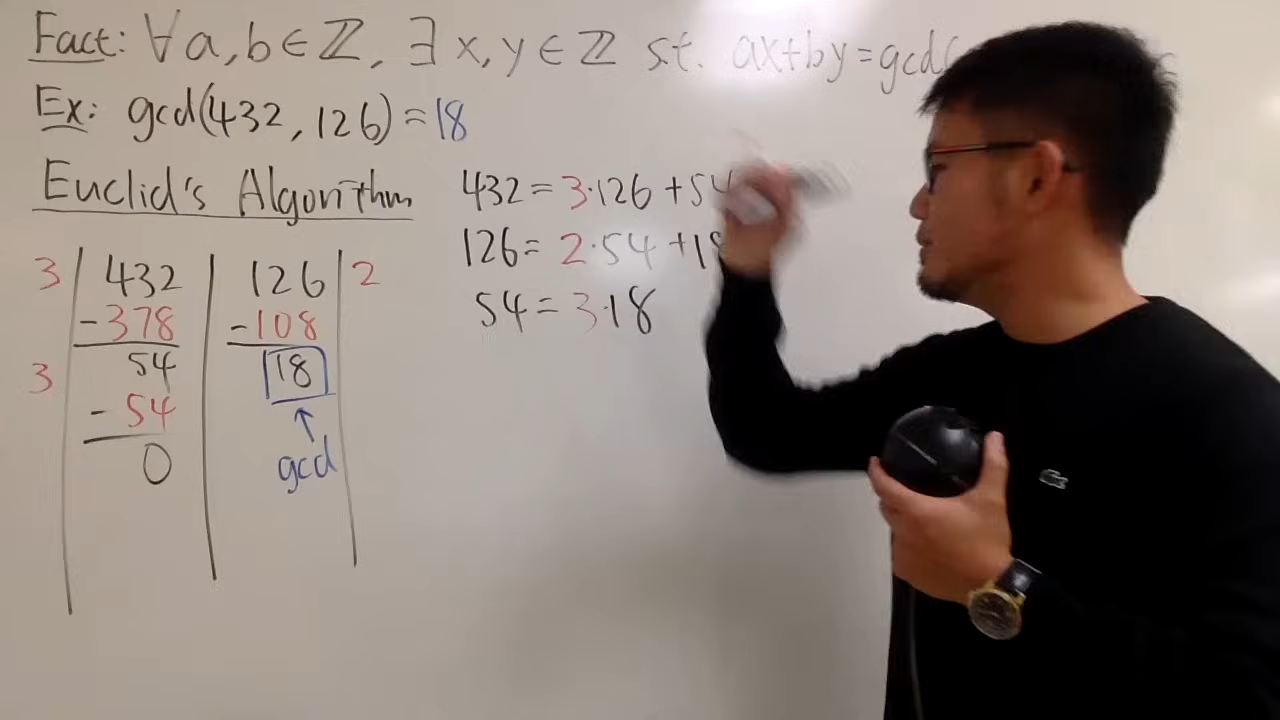 Fact: ∀a,b∈ℤ, ∃x,y∈ℤ s.t. ax+by=gcd(
Ex: gcd(432,126)=18
Euclid's Algorithm
432=3·126+54
126=2·54+18
54=3·18
3 432 126 2
-378 -108
3 54 18
-54
0 gcd